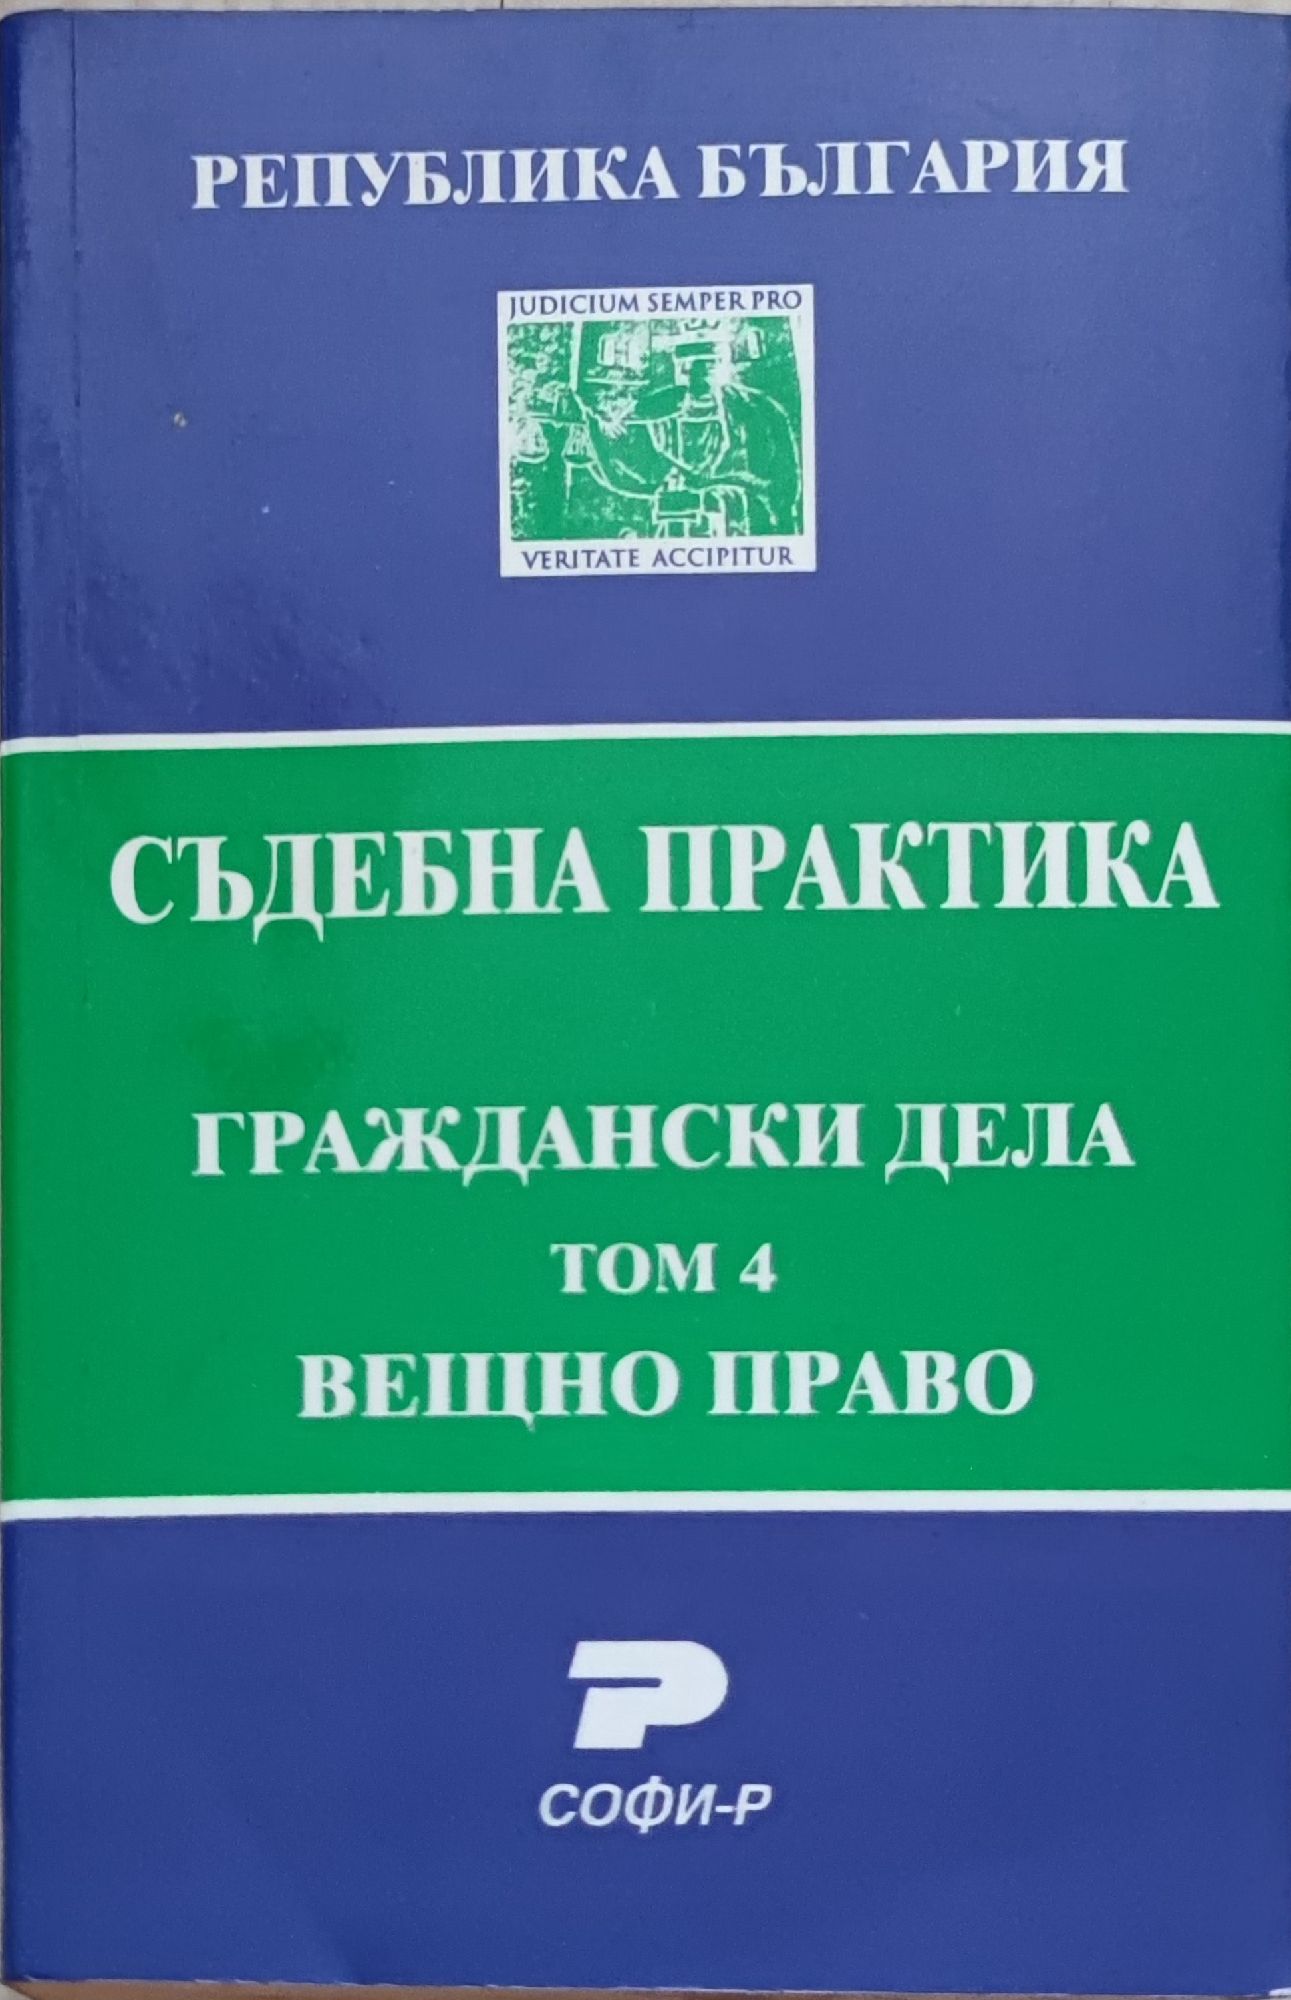 РЕПУБЛИКА БЪЛГАРИЯ
JUDICIUM SEMPER PRO
VERITATE ACCIPITUR
СЪДЕБНА ПРАКТИКА
ГРАЖДАНСКИ ДЕЛА
ТОМ 4
ВЕЩНО ПРАВО
СОФИ-Р